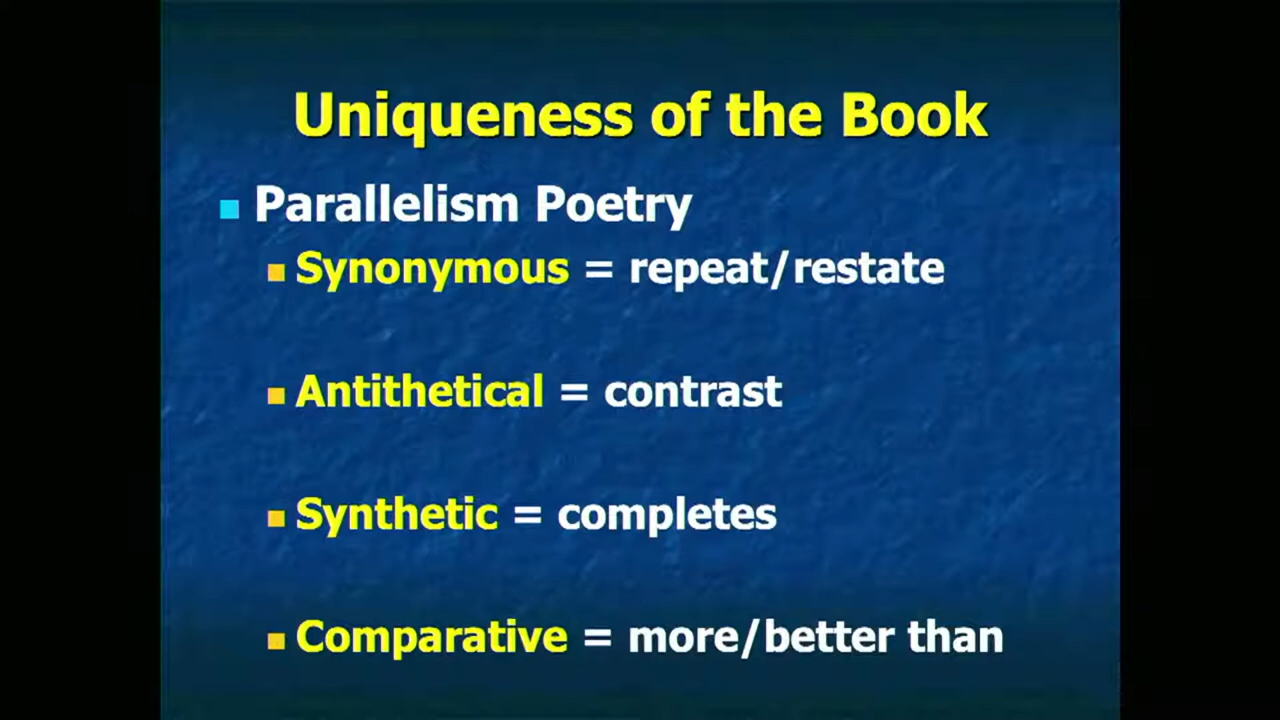 Uniqueness of the Book
Parallelism Poetry
Synonymous = repeat/restate
Antithetical = contrast
Synthetic = completes
Comparative = more/better than